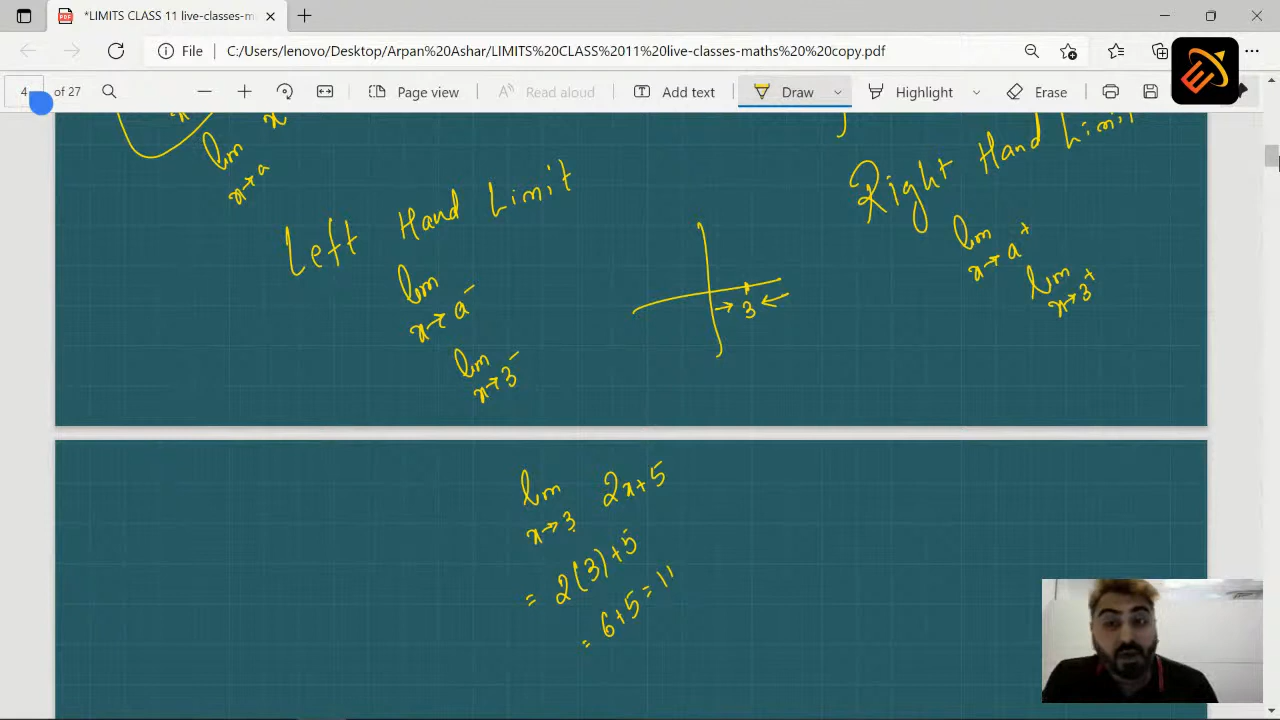 *LIMITS CLASS 11 live-classes-m
File C:/Users/lenovo/Desktop/Arpan%20Ashar/LIMITS%20CLASS%2011%20live-classes-maths%20%20copy.pdf
4 of 27 Page view Read aloud Add text Draw Highlight Erase
lim
x→a
Left Hand Limit
lim
x→a⁻
lim
x→3⁻
→ 3 ←
Right Hand Limit
lim
x→a⁺
lim
x→3⁺
lim 2x+5
x→3
= 2(3)+5
= 6+5=11